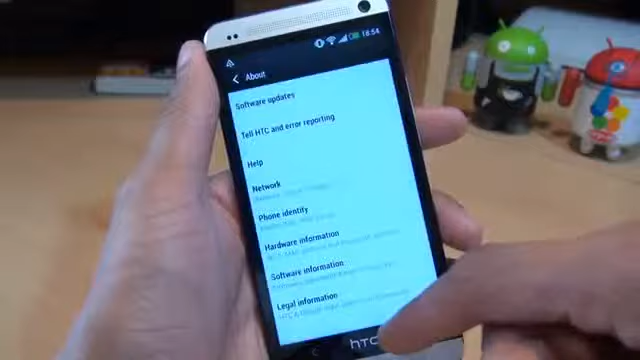 18:54
About
Software updates
Tell HTC and error reporting
Help
Network
Phone identity
Hardware information
Software information
Legal information
hTC